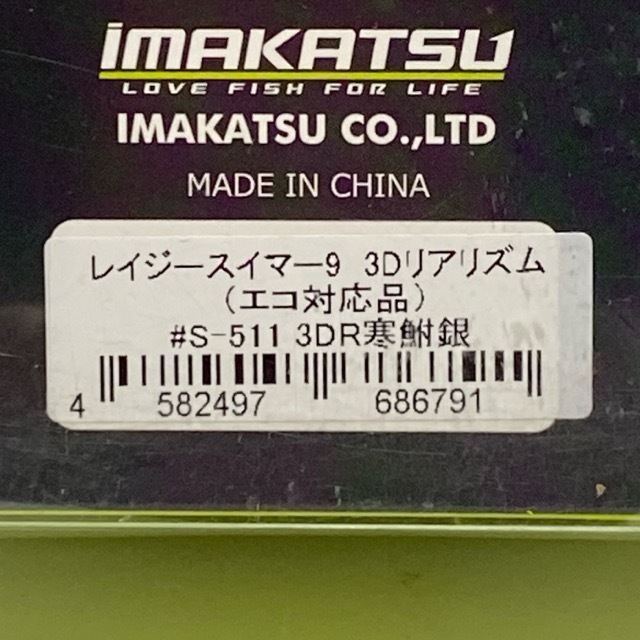 IMAKATSU
LOVE FISH FOR LIFE
IMAKATSU CO.,LTD
MADE IN CHINA
レイジースイマー9 3Dリアリズム
(エコ対応品)
#S-511 3DR寒鮒銀
4 582497 686791